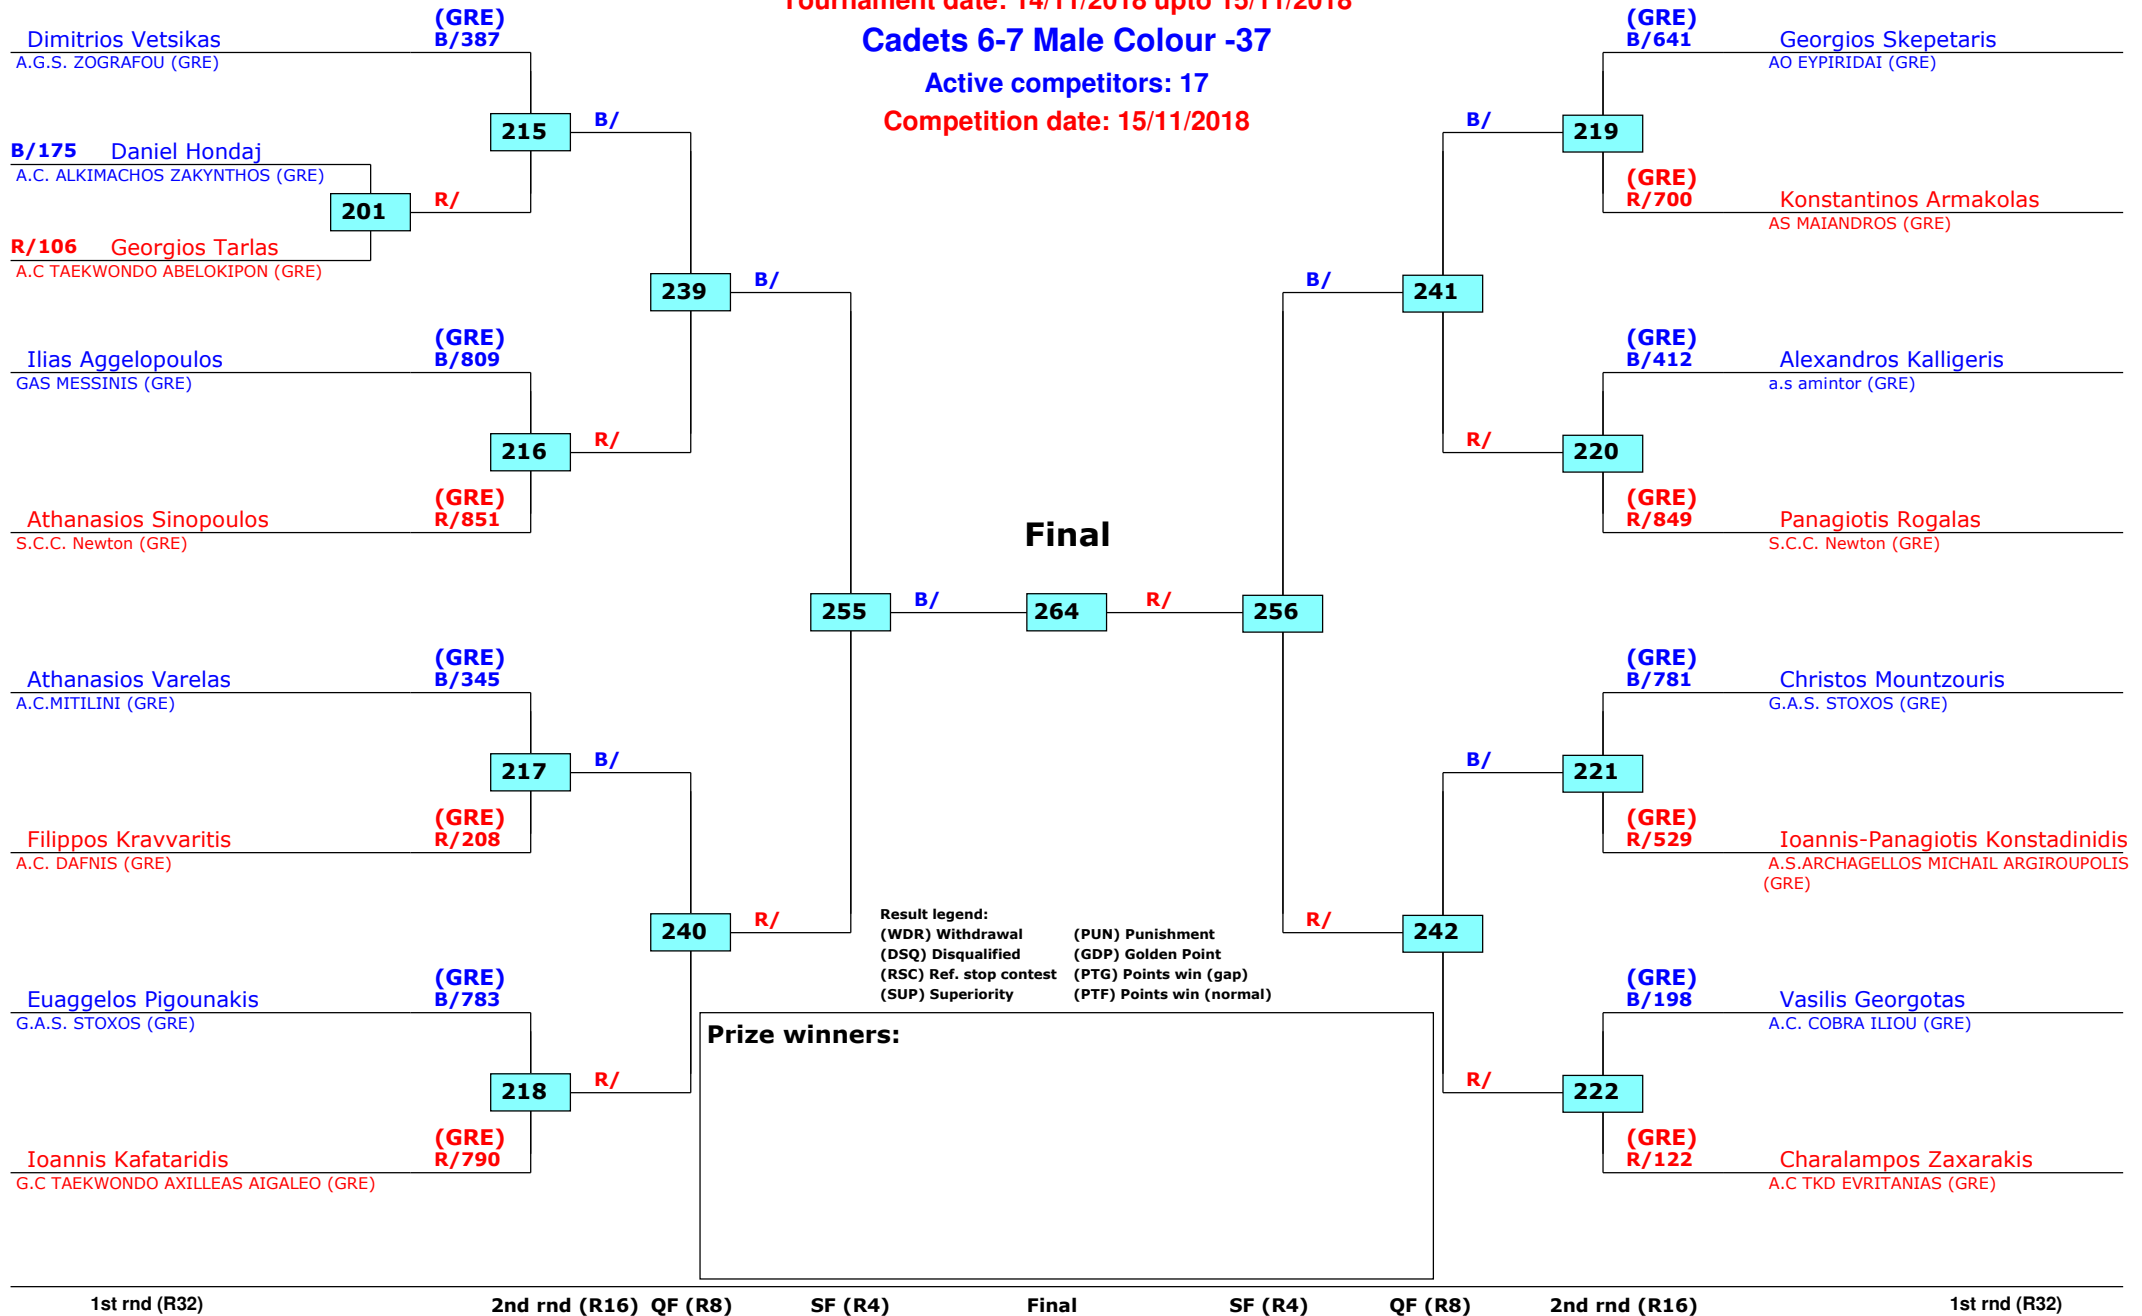 Tournament date: 14/11/2018 upto 15/11/2018
Cadets 6-7 Male Colour -37
Active competitors: 17
Competition date: 15/11/2018
(GRE)
Dimitrios Vetsikas B/387
A.G.S. ZOGRAFOU (GRE)
215
B/
B/175 Daniel Hondaj
A.C. ALKIMACHOS ZAKYNTHOS (GRE)
201
R/
R/106 Georgios Tarlas
A.C TAEKWONDO ABELOKIPON (GRE)
239
B/
(GRE)
Ilias Aggelopoulos B/809
GAS MESSINIS (GRE)
216
R/
(GRE)
Athanasios Sinopoulos R/851
S.C.C. Newton (GRE)
255
B/
(GRE)
Athanasios Varelas B/345
A.C.MITILINI (GRE)
217
B/
(GRE)
Filippos Kravvaritis R/208
A.C. DAFNIS (GRE)
240
R/
(GRE)
Euaggelos Pigounakis B/783
G.A.S. STOXOS (GRE)
218
R/
(GRE)
Ioannis Kafataridis R/790
G.C TAEKWONDO AXILLEAS AIGALEO (GRE)
Final
264
R/
256
(GRE)
B/641 Georgios Skepetaris
AO EYPIRIDAI (GRE)
B/
219
(GRE)
R/700 Konstantinos Armakolas
AS MAIANDROS (GRE)
B/
241
(GRE)
B/412 Alexandros Kalligeris
a.s amintor (GRE)
R/
220
(GRE)
R/849 Panagiotis Rogalas
S.C.C. Newton (GRE)
(GRE)
B/781 Christos Mountzouris
G.A.S. STOXOS (GRE)
B/
221
(GRE)
R/529 Ioannis-Panagiotis Konstadinidis
A.S.ARCHAGELLOS MICHAIL ARGIROUPOLIS
(GRE)
R/
242
(GRE)
B/198 Vasilis Georgotas
A.C. COBRA ILIOU (GRE)
R/
222
(GRE)
R/122 Charalampos Zaxarakis
A.C TKD EVRITANIAS (GRE)
Result legend:
(WDR) Withdrawal (PUN) Punishment
(DSQ) Disqualified (GDP) Golden Point
(RSC) Ref. stop contest (PTG) Points win (gap)
(SUP) Superiority (PTF) Points win (normal)
Prize winners:
1st rnd (R32) 2nd rnd (R16) QF (R8) SF (R4) Final SF (R4) QF (R8) 2nd rnd (R16) 1st rnd (R32)